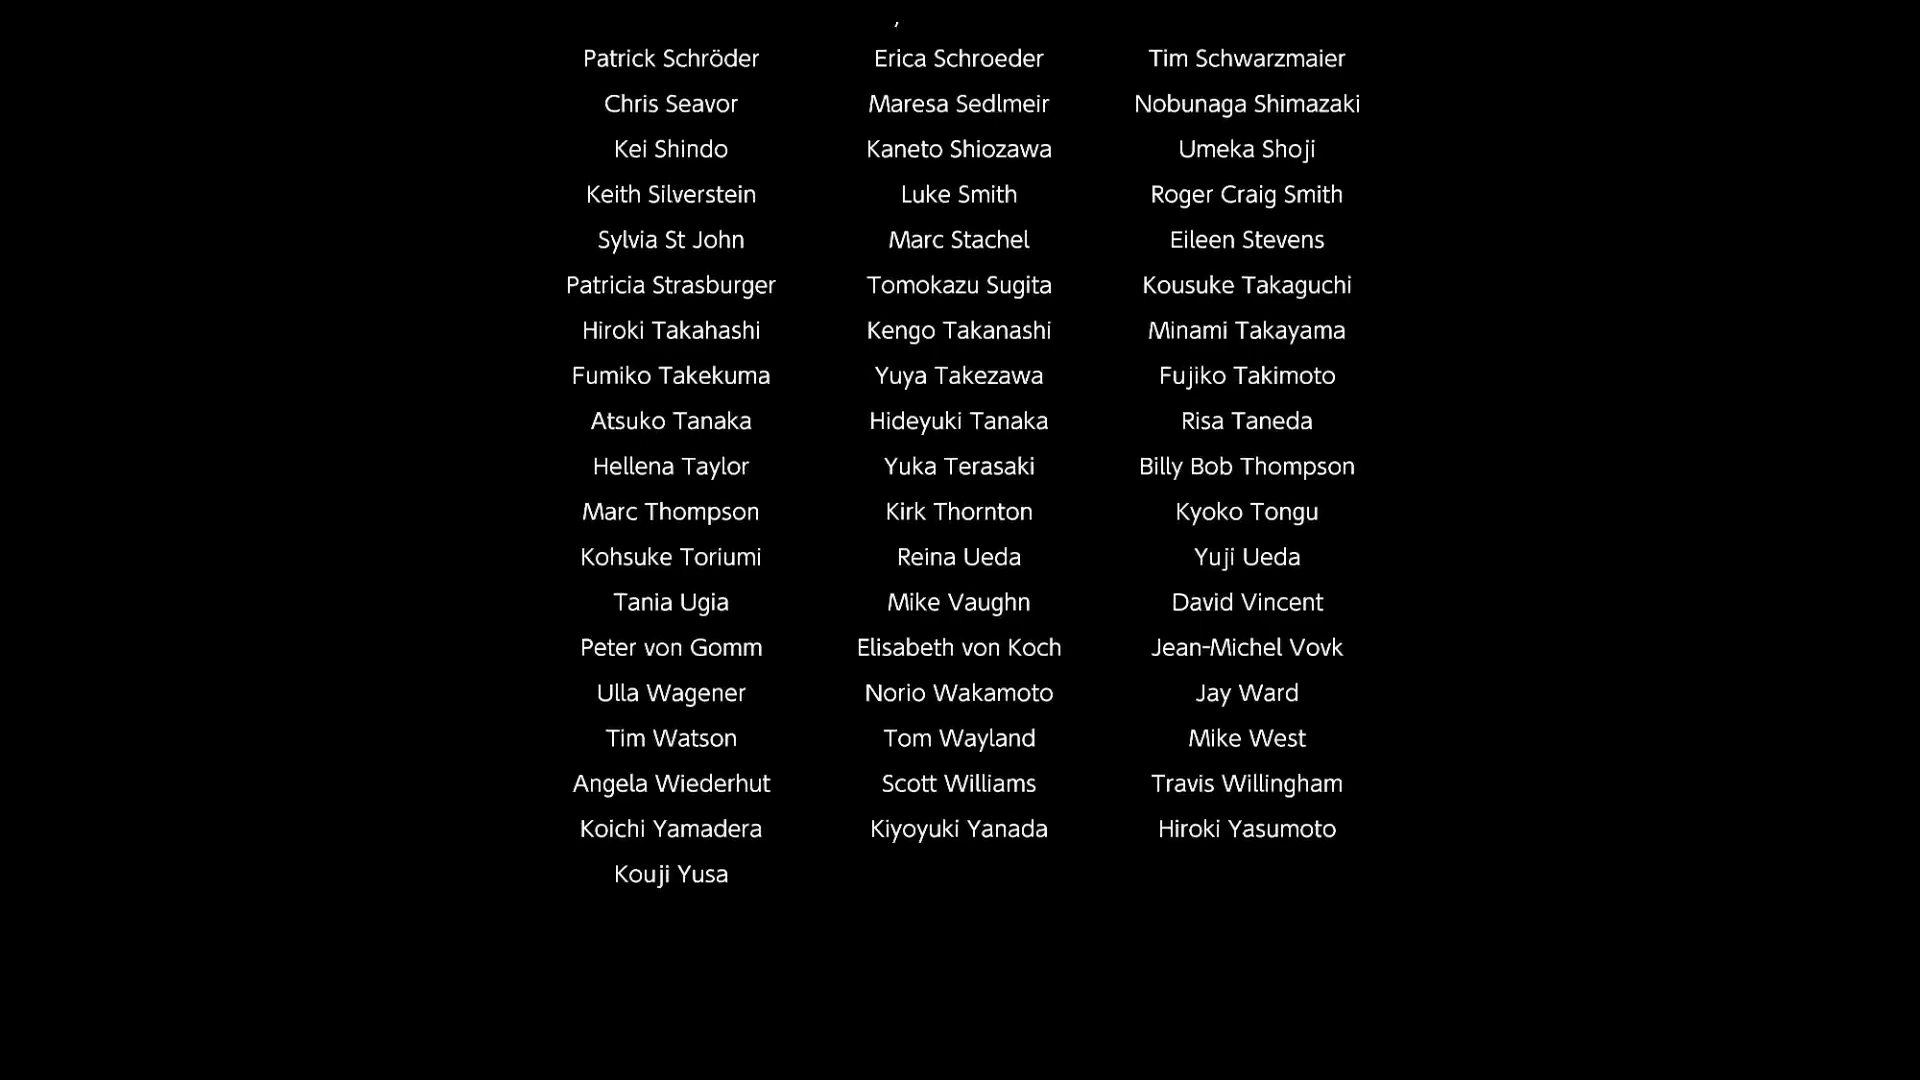 Patrick Schröder Erica Schroeder Tim Schwarzmaier
Chris Seavor Maresa Sedlmeir Nobunaga Shimazaki
Kei Shindo Kaneto Shiozawa Umeka Shoji
Keith Silverstein Luke Smith Roger Craig Smith
Sylvia St John Marc Stachel Eileen Stevens
Patricia Strasburger Tomokazu Sugita Kousuke Takaguchi
Hiroki Takahashi Kengo Takanashi Minami Takayama
Fumiko Takekuma Yuya Takezawa Fujiko Takimoto
Atsuko Tanaka Hideyuki Tanaka Risa Taneda
Hellena Taylor Yuka Terasaki Billy Bob Thompson
Marc Thompson Kirk Thornton Kyoko Tongu
Kohsuke Toriumi Reina Ueda Yuji Ueda
Tania Ugia Mike Vaughn David Vincent
Peter von Gomm Elisabeth von Koch Jean-Michel Vovk
Ulla Wagener Norio Wakamoto Jay Ward
Tim Watson Tom Wayland Mike West
Angela Wiederhut Scott Williams Travis Willingham
Koichi Yamadera Kiyoyuki Yanada Hiroki Yasumoto
Kouji Yusa